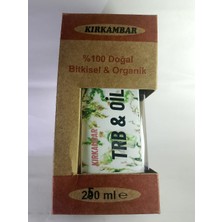 KIRKAMBAR
%100 Doğal
Bitkisel & Organik
KIRKAMBAR
TRB & OiL
250 ml e